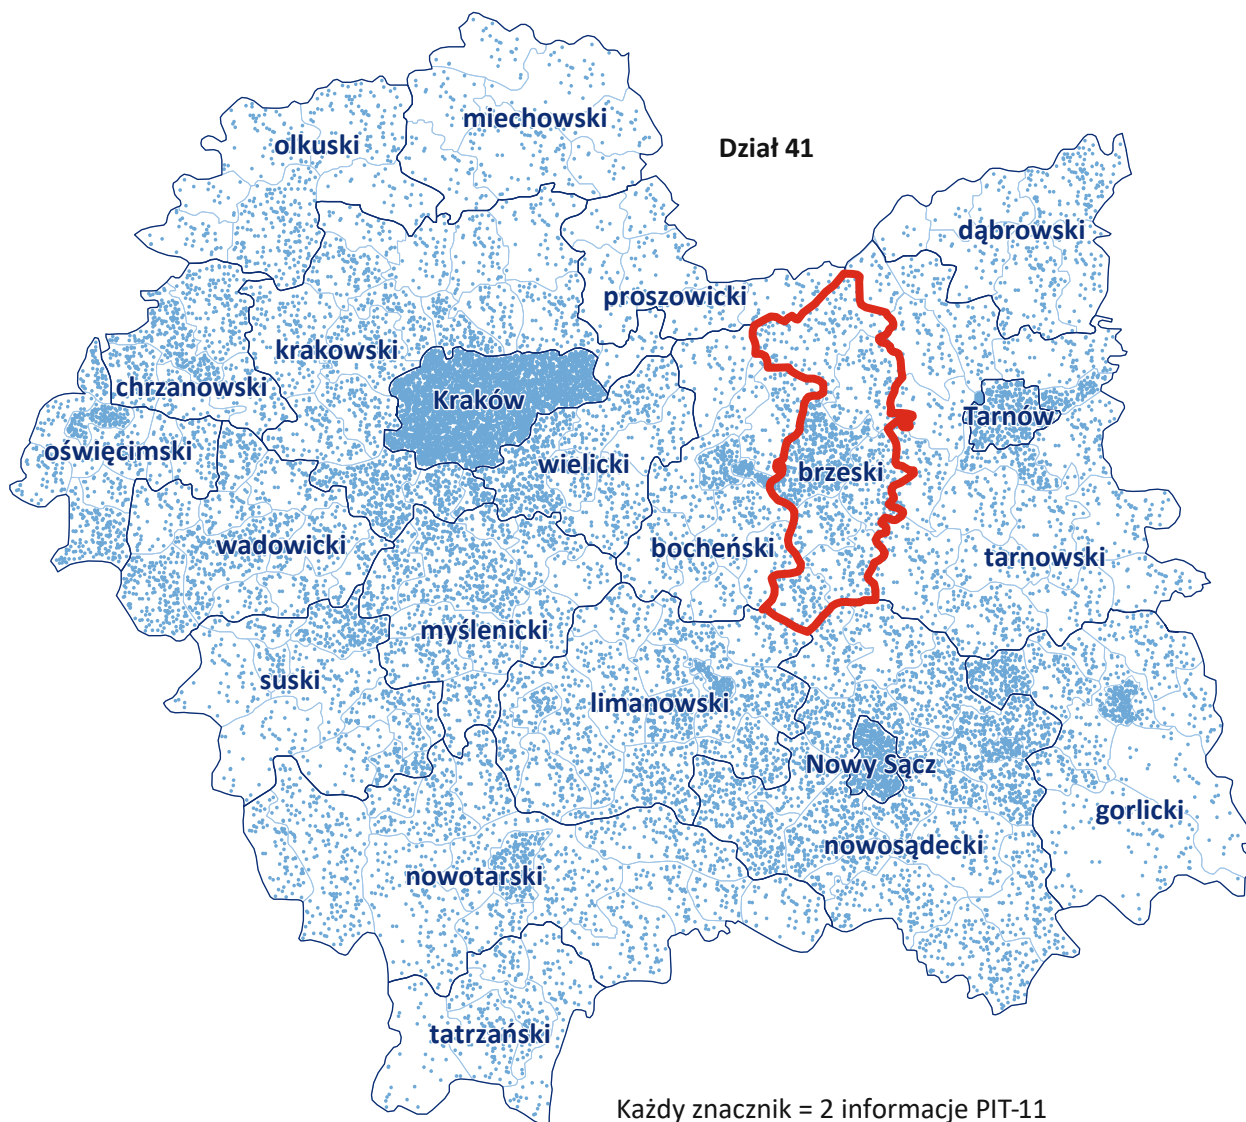 miechowski
olkuski
Dział 41
dąbrowski
proszowicki
krakowski
chrzanowski
Kraków
Tarnów
oświęcimski
wielicki
brzeski
wadowicki
bocheński
tarnowski
myślenicki
suski
limanowski
Nowy Sącz
gorlicki
nowosądecki
nowotarski
tatrzański
Każdy znacznik = 2 informacje PIT-11